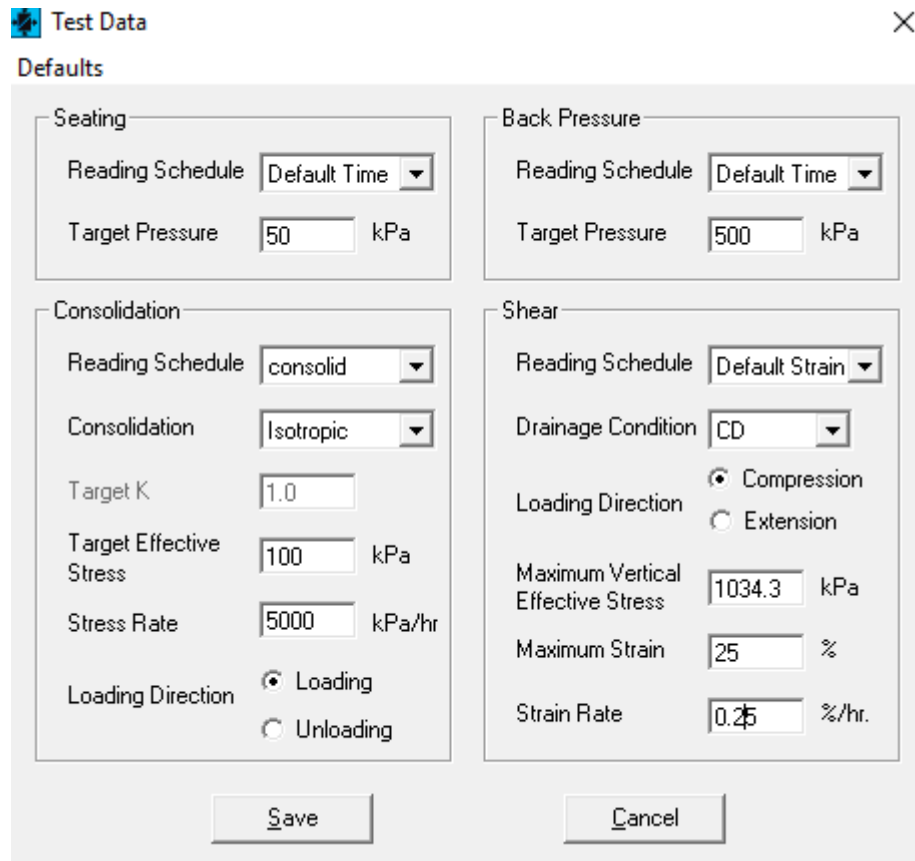 Test Data
Defaults
Seating
Reading Schedule Default Time
Target Pressure 50 kPa
Back Pressure
Reading Schedule Default Time
Target Pressure 500 kPa
Consolidation
Reading Schedule consolid
Consolidation Isotropic
Target K 1.0
Target Effective
Stress 100 kPa
Stress Rate 5000 kPa/hr
Loading Direction Loading
Unloading
Shear
Reading Schedule Default Strain
Drainage Condition CD
Loading Direction Compression
Extension
Maximum Vertical
Effective Stress 1034.3 kPa
Maximum Strain 25 %
Strain Rate 0.25 %/hr.
Save Cancel